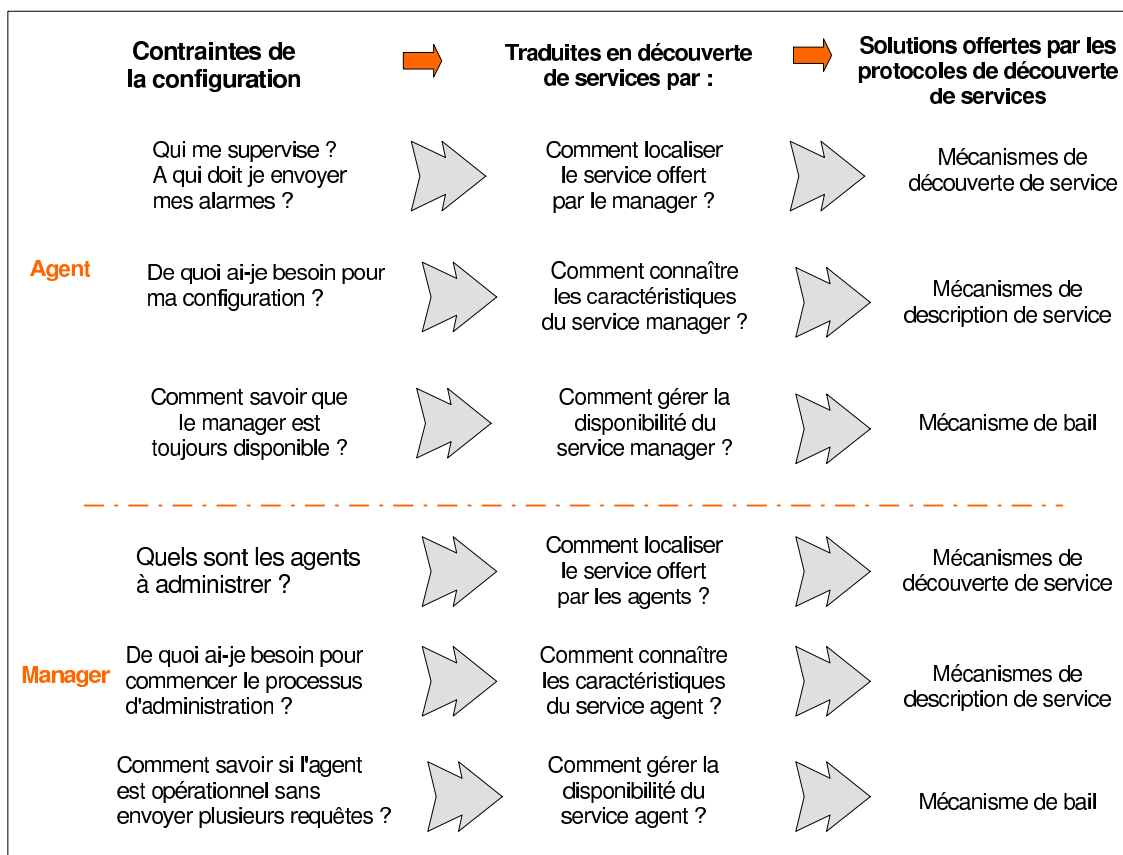 Contraintes de
la configuration
Traduites en découverte
de services par :
Solutions offertes par les
protocoles de découverte
de services
Agent
Qui me supervise ?
A qui doit je envoyer
mes alarmes ?
Comment localiser
le service offert
par le manager ?
Mécanismes de
découverte de service
De quoi ai-je besoin pour
ma configuration ?
Comment connaître
les caractéristiques
du service manager ?
Mécanismes de
description de service
Comment savoir que
le manager est
toujours disponible ?
Comment gérer la
disponibilité du
service manager ?
Mécanisme de bail
Manager
Quels sont les agents
à administrer ?
Comment localiser
le service offert
par les agents ?
Mécanismes de
découverte de service
De quoi ai-je besoin pour
commencer le processus
d'administration ?
Comment connaître
les caractéristiques
du service agent ?
Mécanismes de
description de service
Comment savoir si l'agent
est opérationnel sans
envoyer plusieurs requêtes ?
Comment gérer la
disponibilité du
service agent ?
Mécanisme de bail